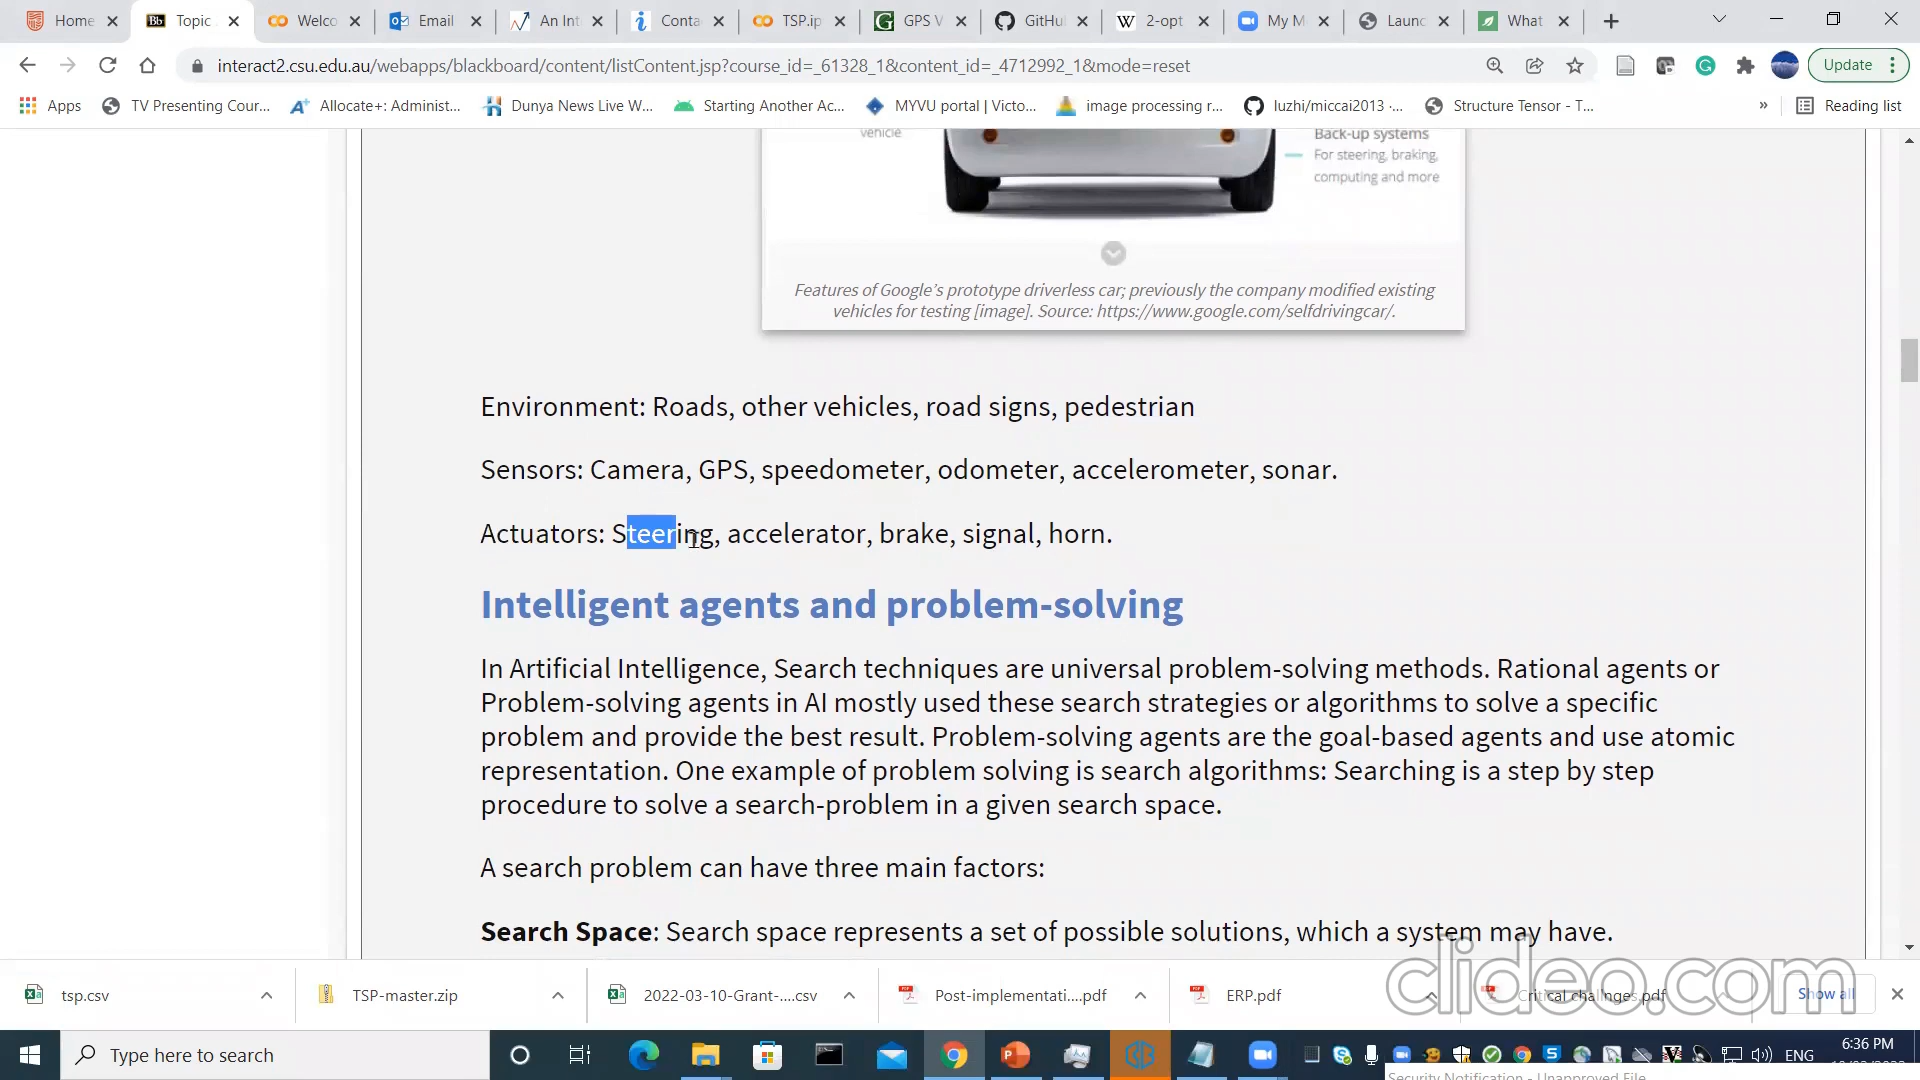 Home
Topic
Welco
Email
An Int
Conta
TSP.ip
GPS V
GitHu
2-opt
My M
Launc
What
interact2.csu.edu.au/webapps/blackboard/content/listContent.jsp?course_id=_61328_1&content_id=_4712992_1&mode=reset
Update
Apps
TV Presenting Cour...
Allocate+: Administ...
Dunya News Live W...
Starting Another Ac...
MYVU portal | Victo...
image processing r...
luzhi/miccai2013 ·...
Structure Tensor - T...
»
Reading list
vehicle
Back-up systems
For steering, braking,
computing and more
Features of Google's prototype driverless car; previously the company modified existing
vehicles for testing [image]. Source: https://www.google.com/selfdrivingcar/.
Environment: Roads, other vehicles, road signs, pedestrian
Sensors: Camera, GPS, speedometer, odometer, accelerometer, sonar.
Actuators: Steering, accelerator, brake, signal, horn.
Intelligent agents and problem-solving
In Artificial Intelligence, Search techniques are universal problem-solving methods. Rational agents or
Problem-solving agents in AI mostly used these search strategies or algorithms to solve a specific
problem and provide the best result. Problem-solving agents are the goal-based agents and use atomic
representation. One example of problem solving is search algorithms: Searching is a step by step
procedure to solve a search-problem in a given search space.
A search problem can have three main factors:
Search Space: Search space represents a set of possible solutions, which a system may have.
tsp.csv
TSP-master.zip
2022-03-10-Grant-....csv
Post-implementati....pdf
ERP.pdf
Critical challnges.pdf
Show all
clideo.com
Type here to search
ENG
6:36 PM
Security Notification - Unapproved File